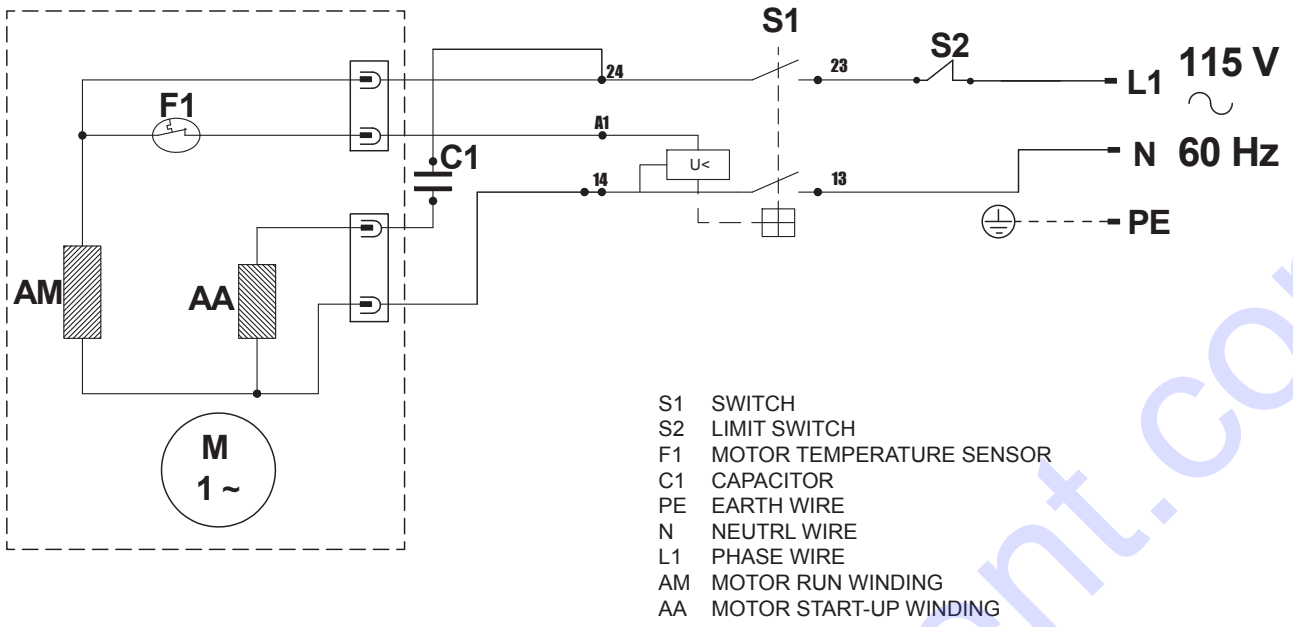 S1
S2
24
23
L1
115 V
F1
A1
C1
U<
N
60 Hz
14
13
PE
AM
AA
M
1 ~
S1 SWITCH
S2 LIMIT SWITCH
F1 MOTOR TEMPERATURE SENSOR
C1 CAPACITOR
PE EARTH WIRE
N NEUTRL WIRE
L1 PHASE WIRE
AM MOTOR RUN WINDING
AA MOTOR START-UP WINDING